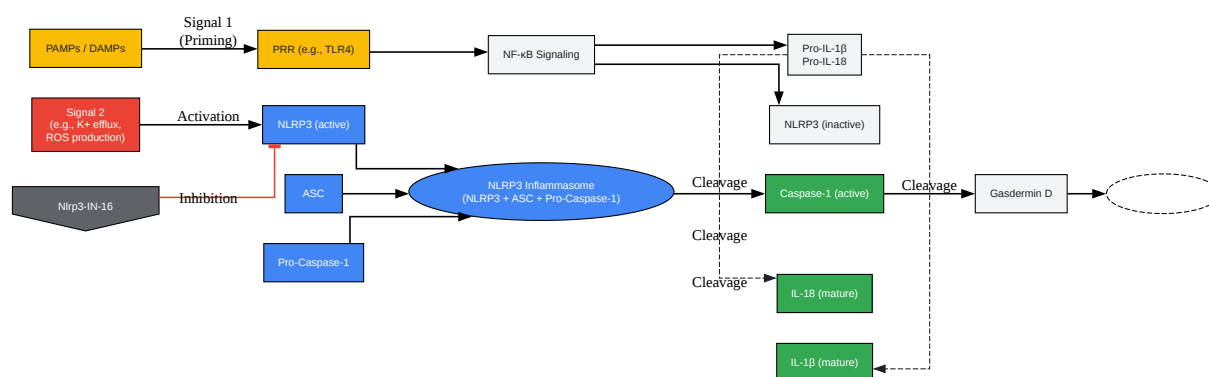 Signal 1
(Priming)
PAMPs / DAMPs
PRR (e.g., TLR4)
NF-κB Signaling
Pro-IL-1β
Pro-IL-18
Signal 2
(e.g., K+ efflux,
ROS production)
Activation
NLRP3 (active)
NLRP3 (inactive)
Nlrp3-IN-16
Inhibition
ASC
NLRP3 Inflammasome
(NLRP3 + ASC + Pro-Caspase-1)
Cleavage
Caspase-1 (active)
Cleavage
Gasdermin D
Cleavage
Pro-Caspase-1
Cleavage
IL-18 (mature)
IL-1β (mature)